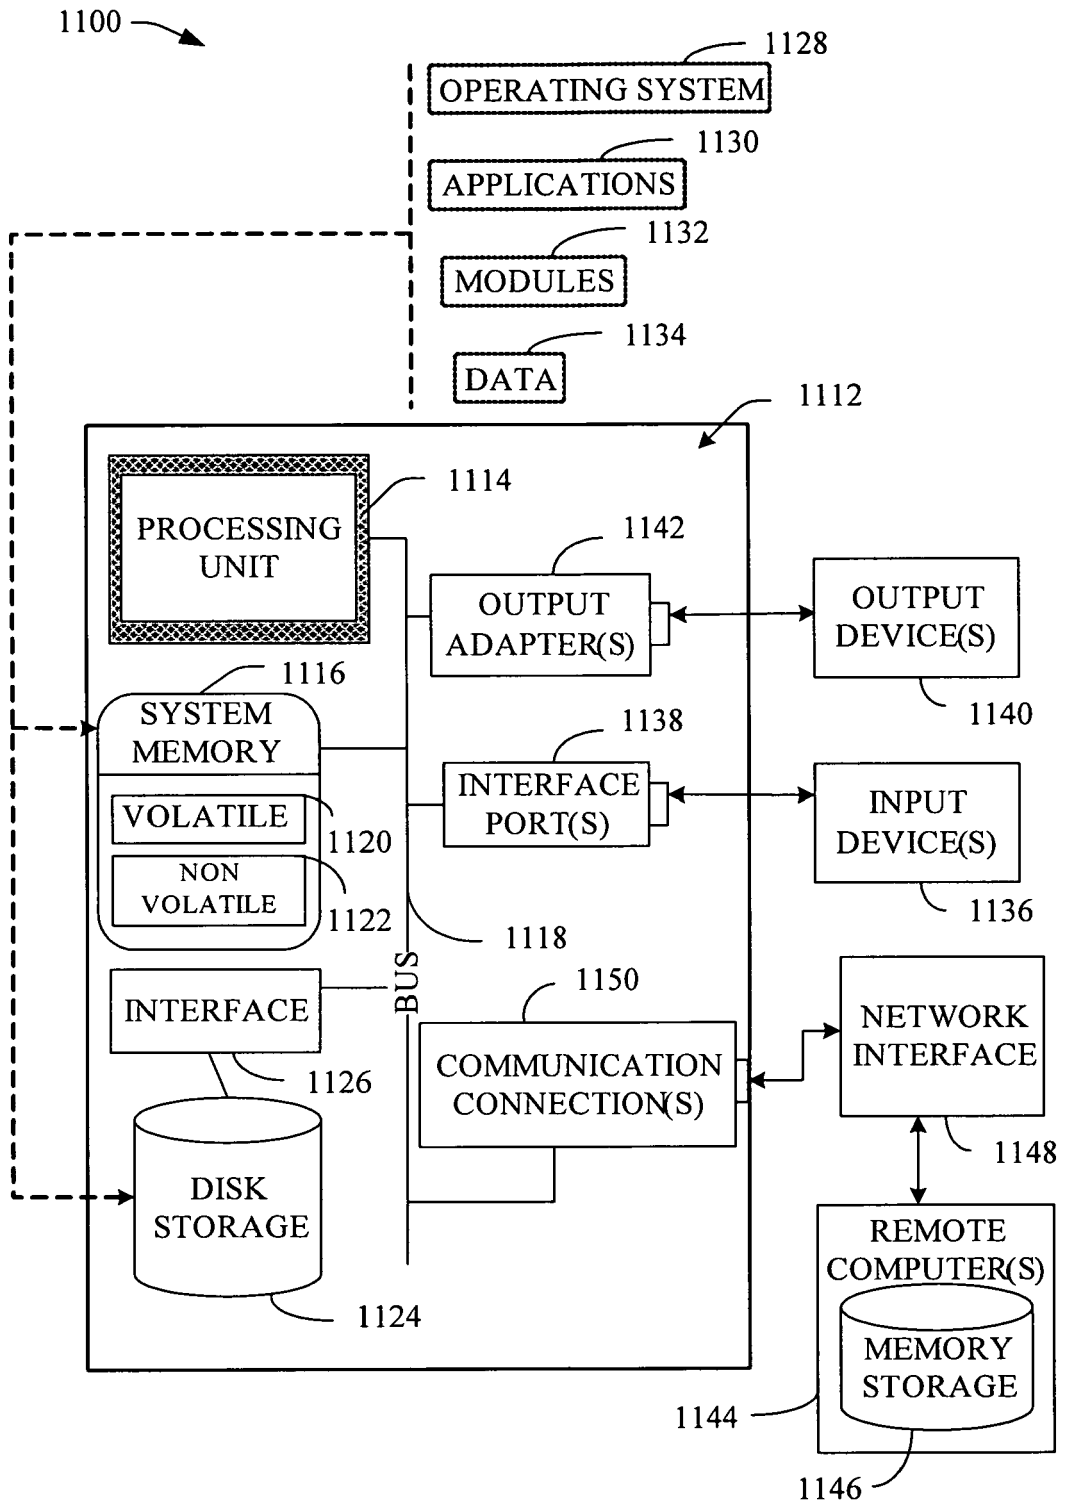 1100
1128
OPERATING SYSTEM
1130
APPLICATIONS
1132
MODULES
1134
DATA
1112
1114
PROCESSING
UNIT
1142
OUTPUT
ADAPTER(S)
OUTPUT
DEVICE(S)
1140
1116
SYSTEM
MEMORY
1138
INTERFACE
PORT(S)
INPUT
DEVICE(S)
1136
VOLATILE
1120
NON
VOLATILE
1122
1118
BUS
1150
INTERFACE
1126
COMMUNICATION
CONNECTION(S)
NETWORK
INTERFACE
1148
DISK
STORAGE
1124
REMOTE
COMPUTER(S)
MEMORY
STORAGE
1144
1146